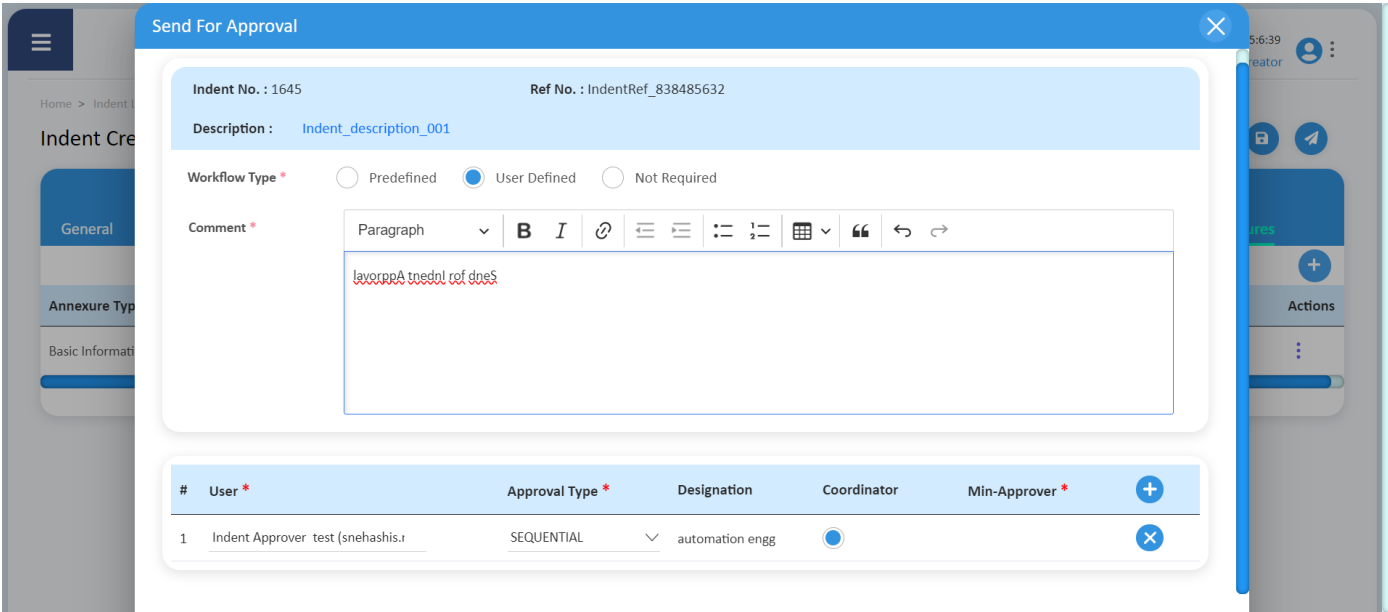 Send For Approval
5:6:39
reator
Home > Indent L
Indent Cre
Indent No. : 1645
Ref No. : IndentRef_838485632
Description : Indent_description_001
Workflow Type * Predefined User Defined Not Required
General
Comment *
Paragraph
ures
lavorppA tnednI rof dneS
Annexure Typ
Actions
Basic Informati
# User * Approval Type * Designation Coordinator Min-Approver *
1 Indent Approver test (snehashis.r SEQUENTIAL automation engg